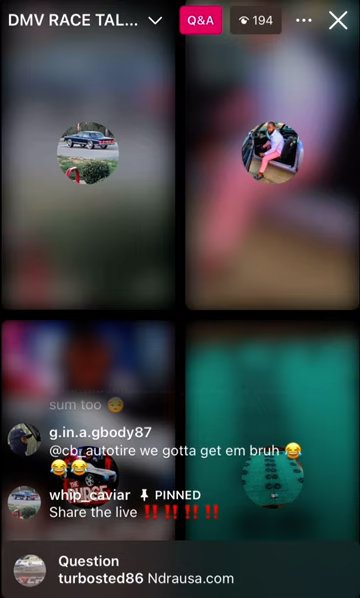 DMV RACE TAL...
Q&A
194
sum too 😴
g.in.a.gbody87
@cb_autotire we gotta get em bruh 😂
😂😂
whip_caviar PINNED
Share the live ‼️‼️‼️‼️
Question
turbosted86 Ndrausa.com